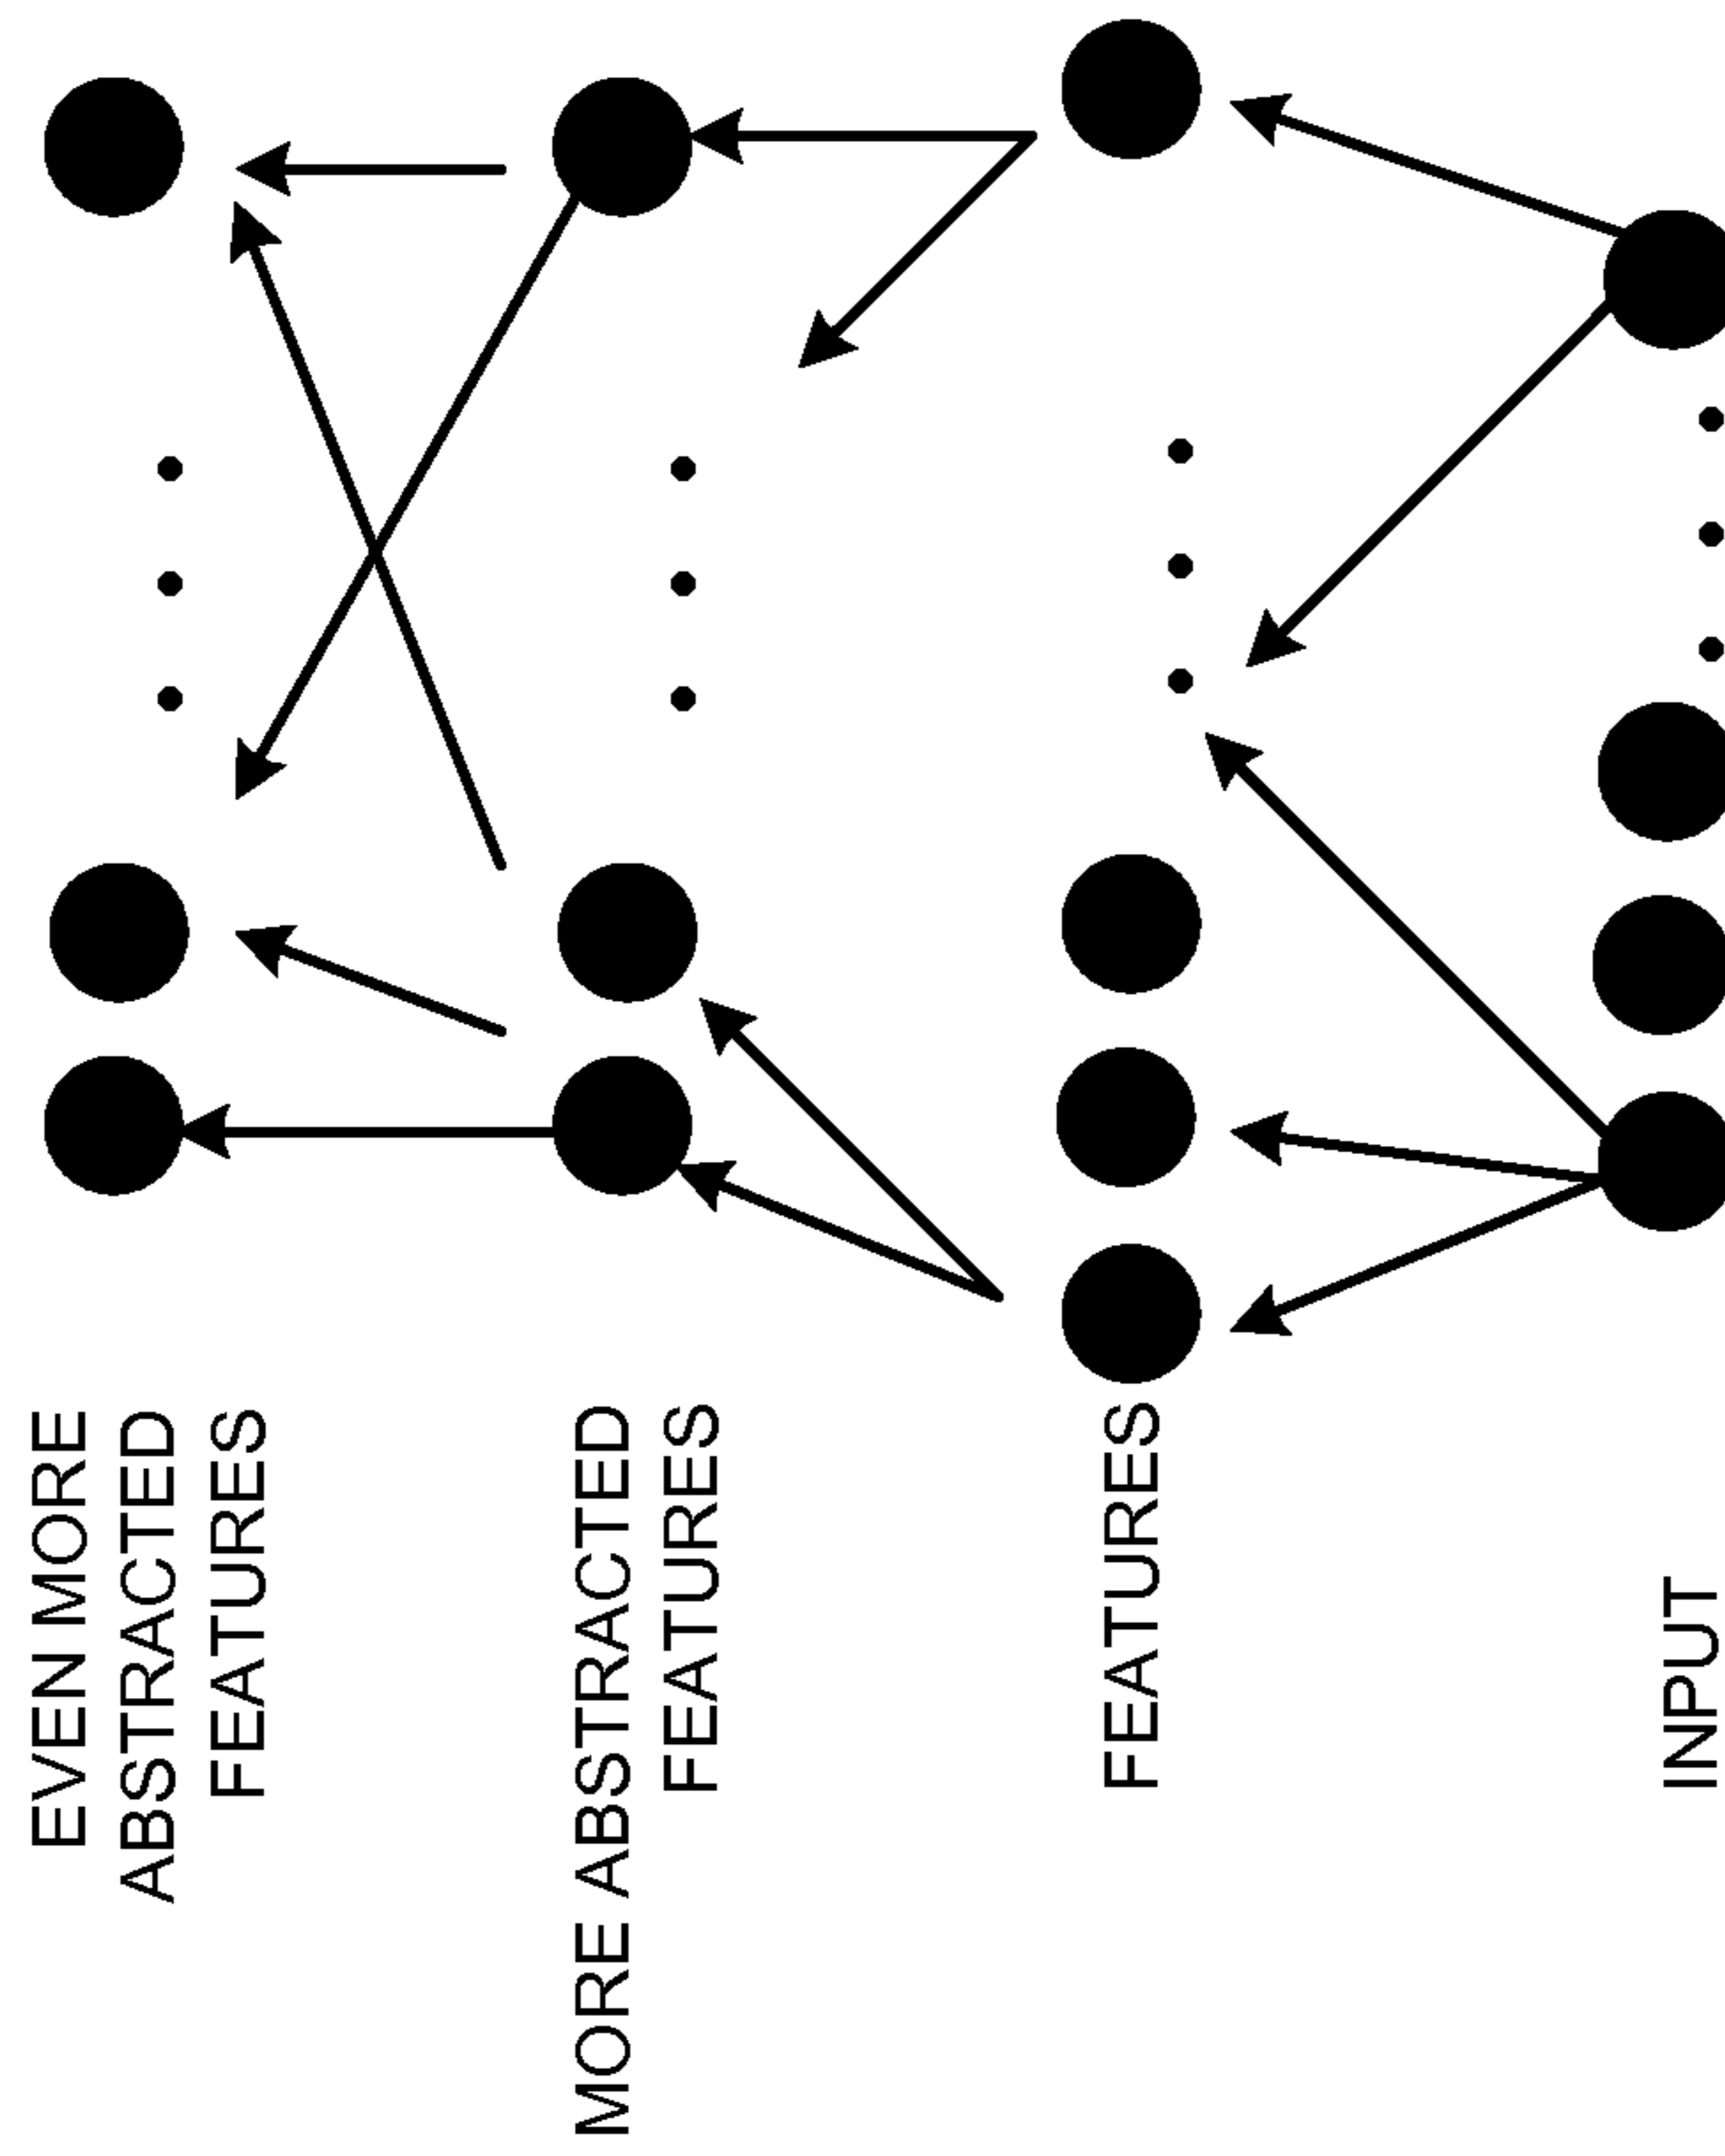 EVEN MORE
ABSTRACTED
FEATURES
MORE ABSTRACTED
FEATURES
FEATURES
INPUT